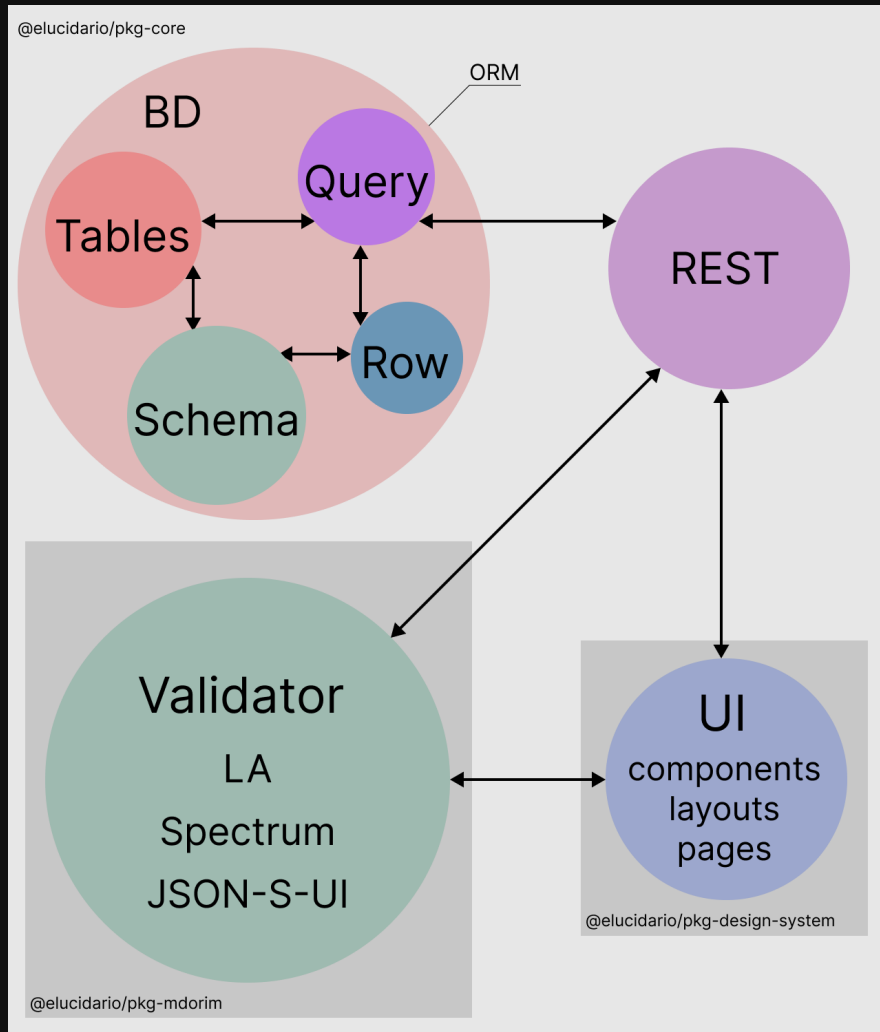 @elucidario/pkg-core
ORM
BD
Query
Tables
REST
Row
Schema
Validator
LA
Spectrum
JSON-S-UI
@elucidario/pkg-mdorim
UI
components
layouts
pages
@elucidario/pkg-design-system